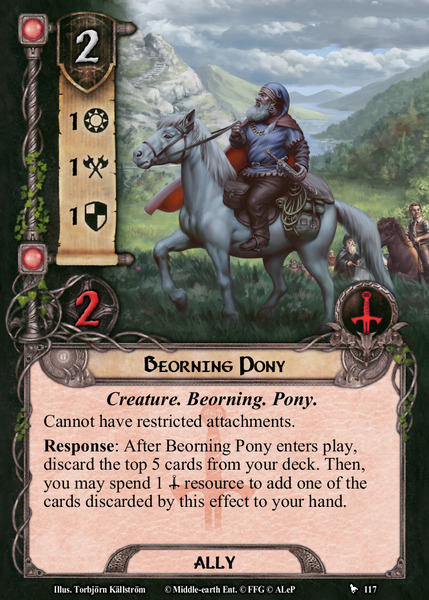 2
1
1
1
2
Beorning Pony
Creature. Beorning. Pony.
Cannot have restricted attachments.
Response: After Beorning Pony enters play,
discard the top 5 cards from your deck. Then,
you may spend 1 resource to add one of the
cards discarded by this effect to your hand.
ALLY
Illus. Torbjörn Källström © Middle-earth Ent. © FFG © ALeP 117